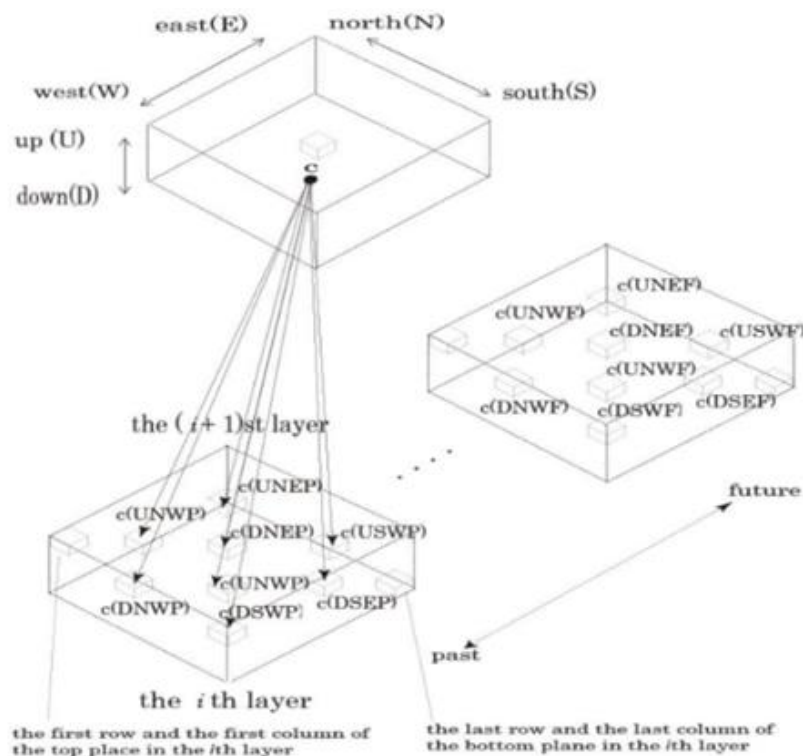 east(E)
north(N)
west(W)
south(S)
up (U)
down(D)
c
c(UNEF)
c(UNWF)
c(DNEF)
c(USWF)
c(UNWF)
c(DNWF)
c(DSWF)
c(DSEF)
the ( i+ 1)st layer
c(UNEP)
c(UNWP)
c(DNEP)
c(USWP)
c(UNWP)
c(DNWP)
c(DSWP)
c(DSEP)
future
past
the i th layer
the first row and the first column of
the top place in the ith layer
the last row and the last column of
the bottom plane in the ith layer